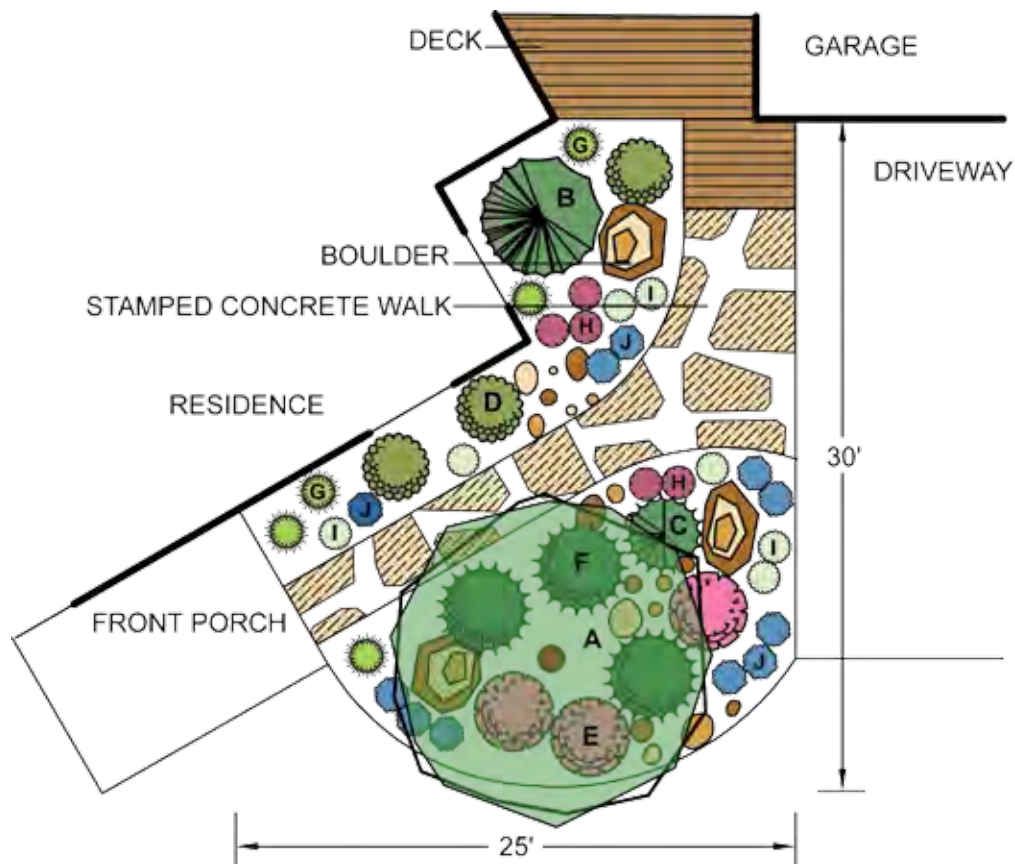 DECK
GARAGE
G
DRIVEWAY
B
BOULDER
STAMPED CONCRETE WALK
I
H
J
RESIDENCE
D
30'
H
G
J
C
I
I
F
FRONT PORCH
A
J
E
25'